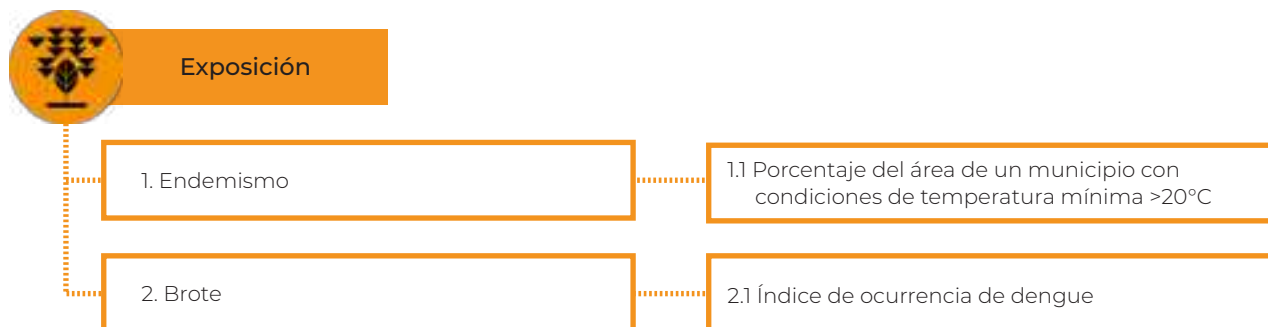 Exposición
1. Endemismo
1.1 Porcentaje del área de un municipio con
condiciones de temperatura mínima >20°C
2. Brote
2.1 Índice de ocurrencia de dengue